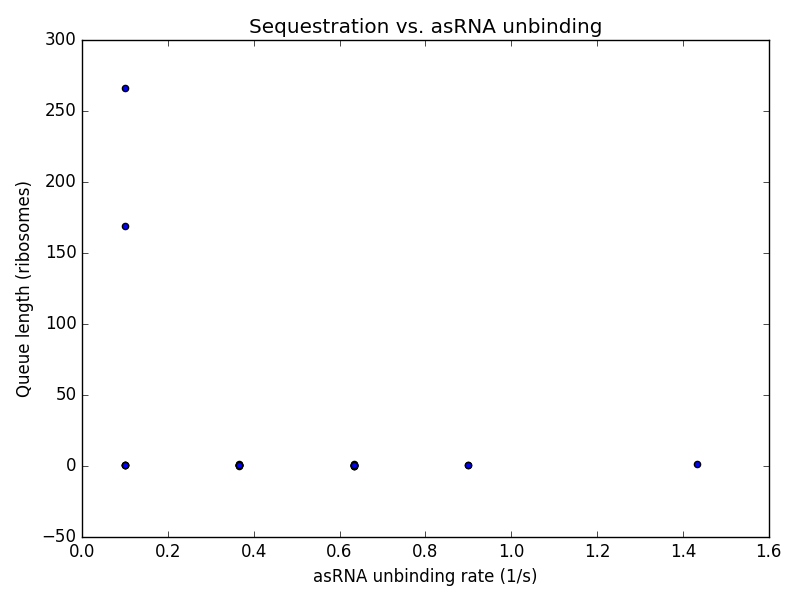 Sequestration vs. asRNA unbinding
300
250
200
150
100
50
0
−50
0.0 0.2 0.4 0.6 0.8 1.0 1.2 1.4 1.6
Queue length (ribosomes)
asRNA unbinding rate (1/s)